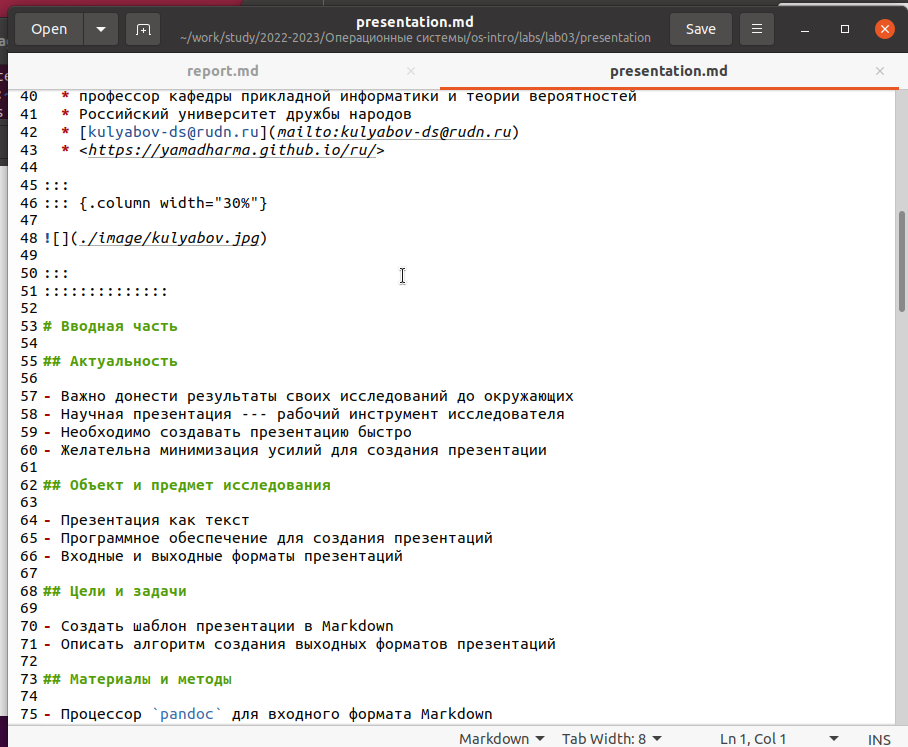 Open
presentation.md
~/work/study/2022-2023/Операционные системы/os-intro/labs/lab03/presentation
Save
report.md
presentation.md
40 * профессор кафедры прикладной информатики и теории вероятностей
41 * Российский университет дружбы народов
42 * [kulyabov-ds@rudn.ru](mailto:kulyabov-ds@rudn.ru)
43 * <https://yamadharma.github.io/ru/>
44
45 :::
46 ::: {.column width="30%"}
47
48 ![](./image/kulyabov.jpg)
49
50 :::
51 ::::::::::::::
52
53 # Вводная часть
54
55 ## Актуальность
56
57 - Важно донести результаты своих исследований до окружающих
58 - Научная презентация --- рабочий инструмент исследователя
59 - Необходимо создавать презентацию быстро
60 - Желательна минимизация усилий для создания презентации
61
62 ## Объект и предмет исследования
63
64 - Презентация как текст
65 - Программное обеспечение для создания презентаций
66 - Входные и выходные форматы презентаций
67
68 ## Цели и задачи
69
70 - Создать шаблон презентации в Markdown
71 - Описать алгоритм создания выходных форматов презентаций
72
73 ## Материалы и методы
74
75 - Процессор `pandoc` для входного формата Markdown
Markdown Tab Width: 8 Ln 1, Col 1 INS